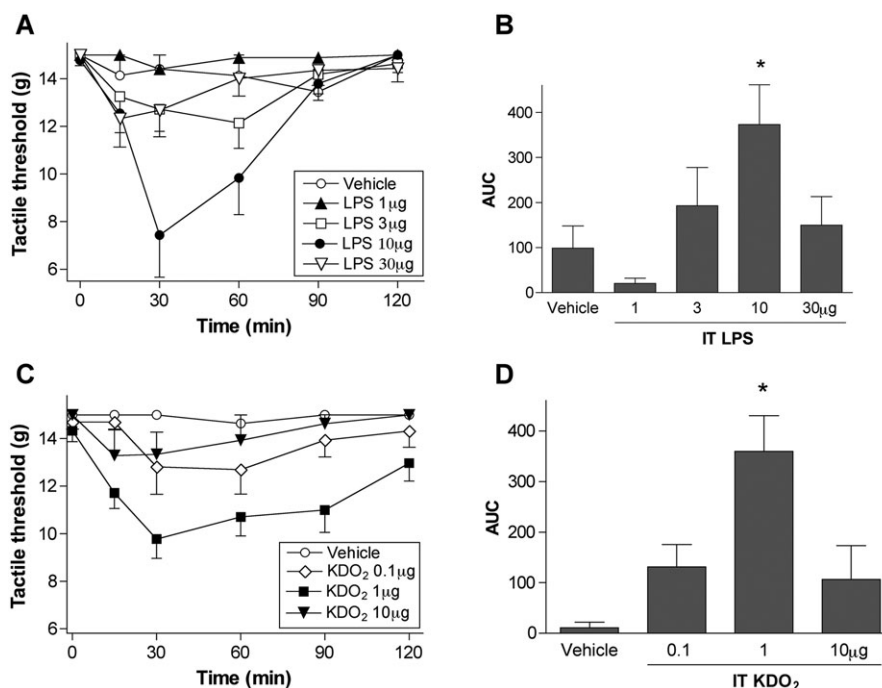 A
Tactile threshold (g)
14
12
10
8
6
Vehicle
LPS 1μg
LPS 3μg
LPS 10μg
LPS 30μg
0 30 60 90 120
Time (min)
B
*
AUC
400
300
200
100
0
Vehicle 1 3 10 30μg
IT LPS
C
Tactile threshold (g)
14
12
10
8
6
Vehicle
KDO₂ 0.1μg
KDO₂ 1μg
KDO₂ 10μg
0 30 60 90 120
Time (min)
D
*
AUC
400
300
200
100
0
Vehicle 0.1 1 10μg
IT KDO₂